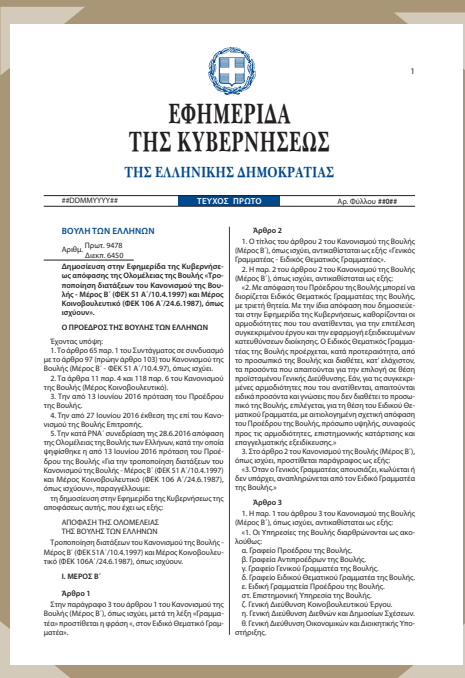 1
ΕΦΗΜΕΡΙΔΑ
ΤΗΣ ΚΥΒΕΡΝΗΣΕΩΣ
ΤΗΣ ΕΛΛΗΝΙΚΗΣ ΔΗΜΟΚΡΑΤΙΑΣ
##DDMMYYYY## ΤΕΥΧΟΣ ΠΡΩΤΟ Αρ. Φύλλου ##0##
ΒΟΥΛΗ ΤΩΝ ΕΛΛΗΝΩΝ
Αριθμ. Πρωτ. 9478
Διεκπ. 6450
Δημοσίευση στην Εφημερίδα της Κυβερνήσε-
ως απόφασης της Ολομέλειας της Βουλής «Τρο-
ποποίηση διατάξεων του Κανονισμού της Βου-
λής - Μέρος Β΄ (ΦΕΚ 51 Α΄/10.4.1997) και Μέρος
Κοινοβουλευτικό (ΦΕΚ 106 Α΄/24.6.1987), όπως
ισχύουν».
Ο ΠΡΟΕΔΡΟΣ ΤΗΣ ΒΟΥΛΗΣ ΤΩΝ ΕΛΛΗΝΩΝ
Έχοντας υπόψη:
1. Το άρθρο 65 παρ. 1 του Συντάγματος σε συνδυασμό
με το άρθρο 97 (πρώην άρθρο 103) του Κανονισμού της
Βουλής (Μέρος Β΄ - ΦΕΚ 51 Α΄/10.4.97), όπως ισχύει.
2. Τα άρθρα 11 παρ. 4 και 118 παρ. 6 του Κανονισμού
της Βουλής (Μέρος Κοινοβουλευτικό).
3. Την από 13 Ιουνίου 2016 πρόταση του Προέδρου
της Βουλής.
4. Την από 27 Ιουνίου 2016 έκθεση της επί του Κανο-
νισμού της Βουλής Επιτροπής.
5. Την κατά ΡΝΑ΄ συνεδρίαση της 28.6.2016 απόφαση
της Ολομέλειας της Βουλής των Ελλήνων, κατά την οποία
ψηφίσθηκε η από 13 Ιουνίου 2016 πρόταση του Προέ-
δρου της Βουλής «Για την τροποποίηση διατάξεων του
Κανονισμού της Βουλής - Μέρος Β΄ (ΦΕΚ 51 Α΄/10.4.1997)
και Μέρος Κοινοβουλευτικό (ΦΕΚ 106 Α΄/24.6.1987),
όπως ισχύουν», παραγγέλλουμε:
τη δημοσίευση στην Εφημερίδα της Κυβερνήσεως της
αποφάσεως αυτής, που έχει ως εξής:
ΑΠΟΦΑΣΗ ΤΗΣ ΟΛΟΜΕΛΕΙΑΣ
ΤΗΣ ΒΟΥΛΗΣ ΤΩΝ ΕΛΛΗΝΩΝ
Τροποποίηση διατάξεων του Κανονισμού της Βουλής -
Μέρος Β΄ (ΦΕΚ 51Α΄/10.4.1997) και Μέρος Κοινοβουλευ-
τικό (ΦΕΚ 106Α΄/24.6.1987), όπως ισχύουν.
Ι. ΜΕΡΟΣ Β΄
Άρθρο 1
Στην παράγραφο 3 του άρθρου 1 του Κανονισμού της
Βουλής (Μέρος Β΄), όπως ισχύει, μετά τη λέξη «Γραμμα-
τέα» προστίθεται η φράση «, στον Ειδικό Θεματικό Γραμ-
ματέα».
Άρθρο 2
1. Ο τίτλος του άρθρου 2 του Κανονισμού της Βουλής
(Μέρος Β΄), όπως ισχύει, αντικαθίσταται ως εξής: «Γενικός
Γραμματέας - Ειδικός Θεματικός Γραμματέας».
2. Η παρ. 2 του άρθρου 2 του Κανονισμού της Βουλής
(Μέρος Β΄), όπως ισχύει, αντικαθίσταται ως εξής:
«2. Με απόφαση του Προέδρου της Βουλής μπορεί να
διορίζεται Ειδικός Θεματικός Γραμματέας της Βουλής,
με τριετή θητεία. Με την ίδια απόφαση που δημοσιεύε-
ται στην Εφημερίδα της Κυβερνήσεως, καθορίζονται οι
αρμοδιότητες που του ανατίθενται, για την επιτέλεση
συγκεκριμένου έργου και την εφαρμογή εξειδικευμένων
κατευθύνσεων διοίκησης. Ο Ειδικός Θεματικός Γραμμα-
τέας της Βουλής προέρχεται, κατά προτεραιότητα, από
το προσωπικό της Βουλής και διαθέτει, κατ' ελάχιστον,
τα προσόντα που απαιτούνται για την επιλογή σε θέση
προϊσταμένου Γενικής Διεύθυνσης. Εάν, για τις συγκεκρι-
μένες αρμοδιότητες που του ανατίθενται, απαιτούνται
ειδικά προσόντα και γνώσεις που δεν διαθέτει το προσω-
πικό της Βουλής, επιλέγεται, για τη θέση του Ειδικού Θε-
ματικού Γραμματέα, με αιτιολογημένη σχετική απόφαση
του Προέδρου της Βουλής, πρόσωπο υψηλής, συναφούς
προς τις αρμοδιότητες, επιστημονικής κατάρτισης και
επαγγελματικής εξειδίκευσης.»
3. Στο άρθρο 2 του Κανονισμού της Βουλής (Μέρος Β΄),
όπως ισχύει, προστίθεται παράγραφος ως εξής:
«3. Όταν ο Γενικός Γραμματέας απουσιάζει, κωλύεται ή
δεν υπάρχει, αναπληρώνεται από τον Ειδικό Γραμματέα
της Βουλής.»
Άρθρο 3
1. Η παρ. 1 του άρθρου 3 του Κανονισμού της Βουλής
(Μέρος Β΄), όπως ισχύει, αντικαθίσταται ως εξής:
«1. Οι Υπηρεσίες της Βουλής διαρθρώνονται ως ακο-
λούθως:
α. Γραφείο Προέδρου της Βουλής.
β. Γραφεία Αντιπροέδρων της Βουλής.
γ. Γραφείο Γενικού Γραμματέα της Βουλής.
δ. Γραφείο Ειδικού Θεματικού Γραμματέα της Βουλής.
ε. Ειδική Γραμματεία Προέδρου της Βουλής.
στ. Επιστημονική Υπηρεσία της Βουλής.
ζ. Γενική Διεύθυνση Κοινοβουλευτικού Έργου.
η. Γενική Διεύθυνση Διεθνών και Δημοσίων Σχέσεων.
θ. Γενική Διεύθυνση Οικονομικών και Διοικητικής Υπο-
στήριξης.